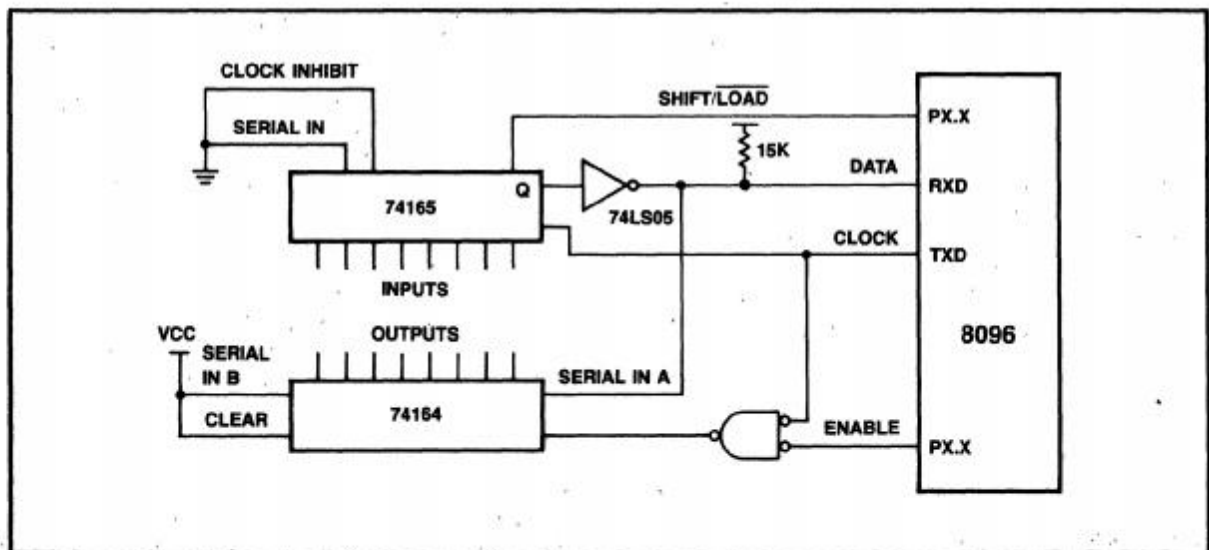 CLOCK INHIBIT
SERIAL IN
SHIFT/LOAD
15K
PX.X
DATA
RXD
Q
74165
74LS05
CLOCK
TXD
INPUTS
8096
VCC
OUTPUTS
SERIAL
IN B
SERIAL IN A
74164
CLEAR
ENABLE
PX.X